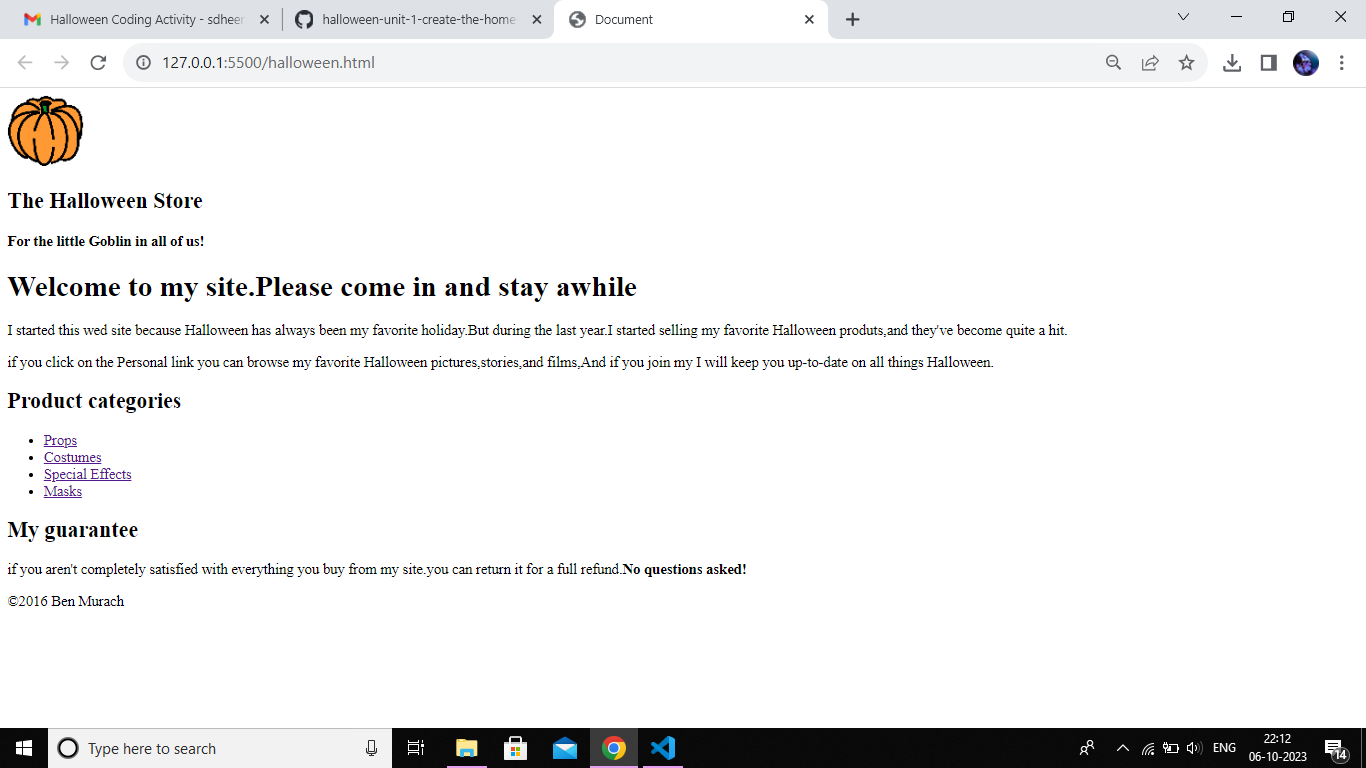 Halloween Coding Activity - sdheer
halloween-unit-1-create-the-home
Document
127.0.0.1:5500/halloween.html
The Halloween Store
For the little Goblin in all of us!
Welcome to my site.Please come in and stay awhile
I started this wed site because Halloween has always been my favorite holiday.But during the last year.I started selling my favorite Halloween produts,and they've become quite a hit.
if you click on the Personal link you can browse my favorite Halloween pictures,stories,and films,And if you join my I will keep you up-to-date on all things Halloween.
Product categories
Props
Costumes
Special Effects
Masks
My guarantee
if you aren't completely satisfied with everything you buy from my site.you can return it for a full refund.No questions asked!
©2016 Ben Murach
Type here to search
ENG
22:12
06-10-2023
14